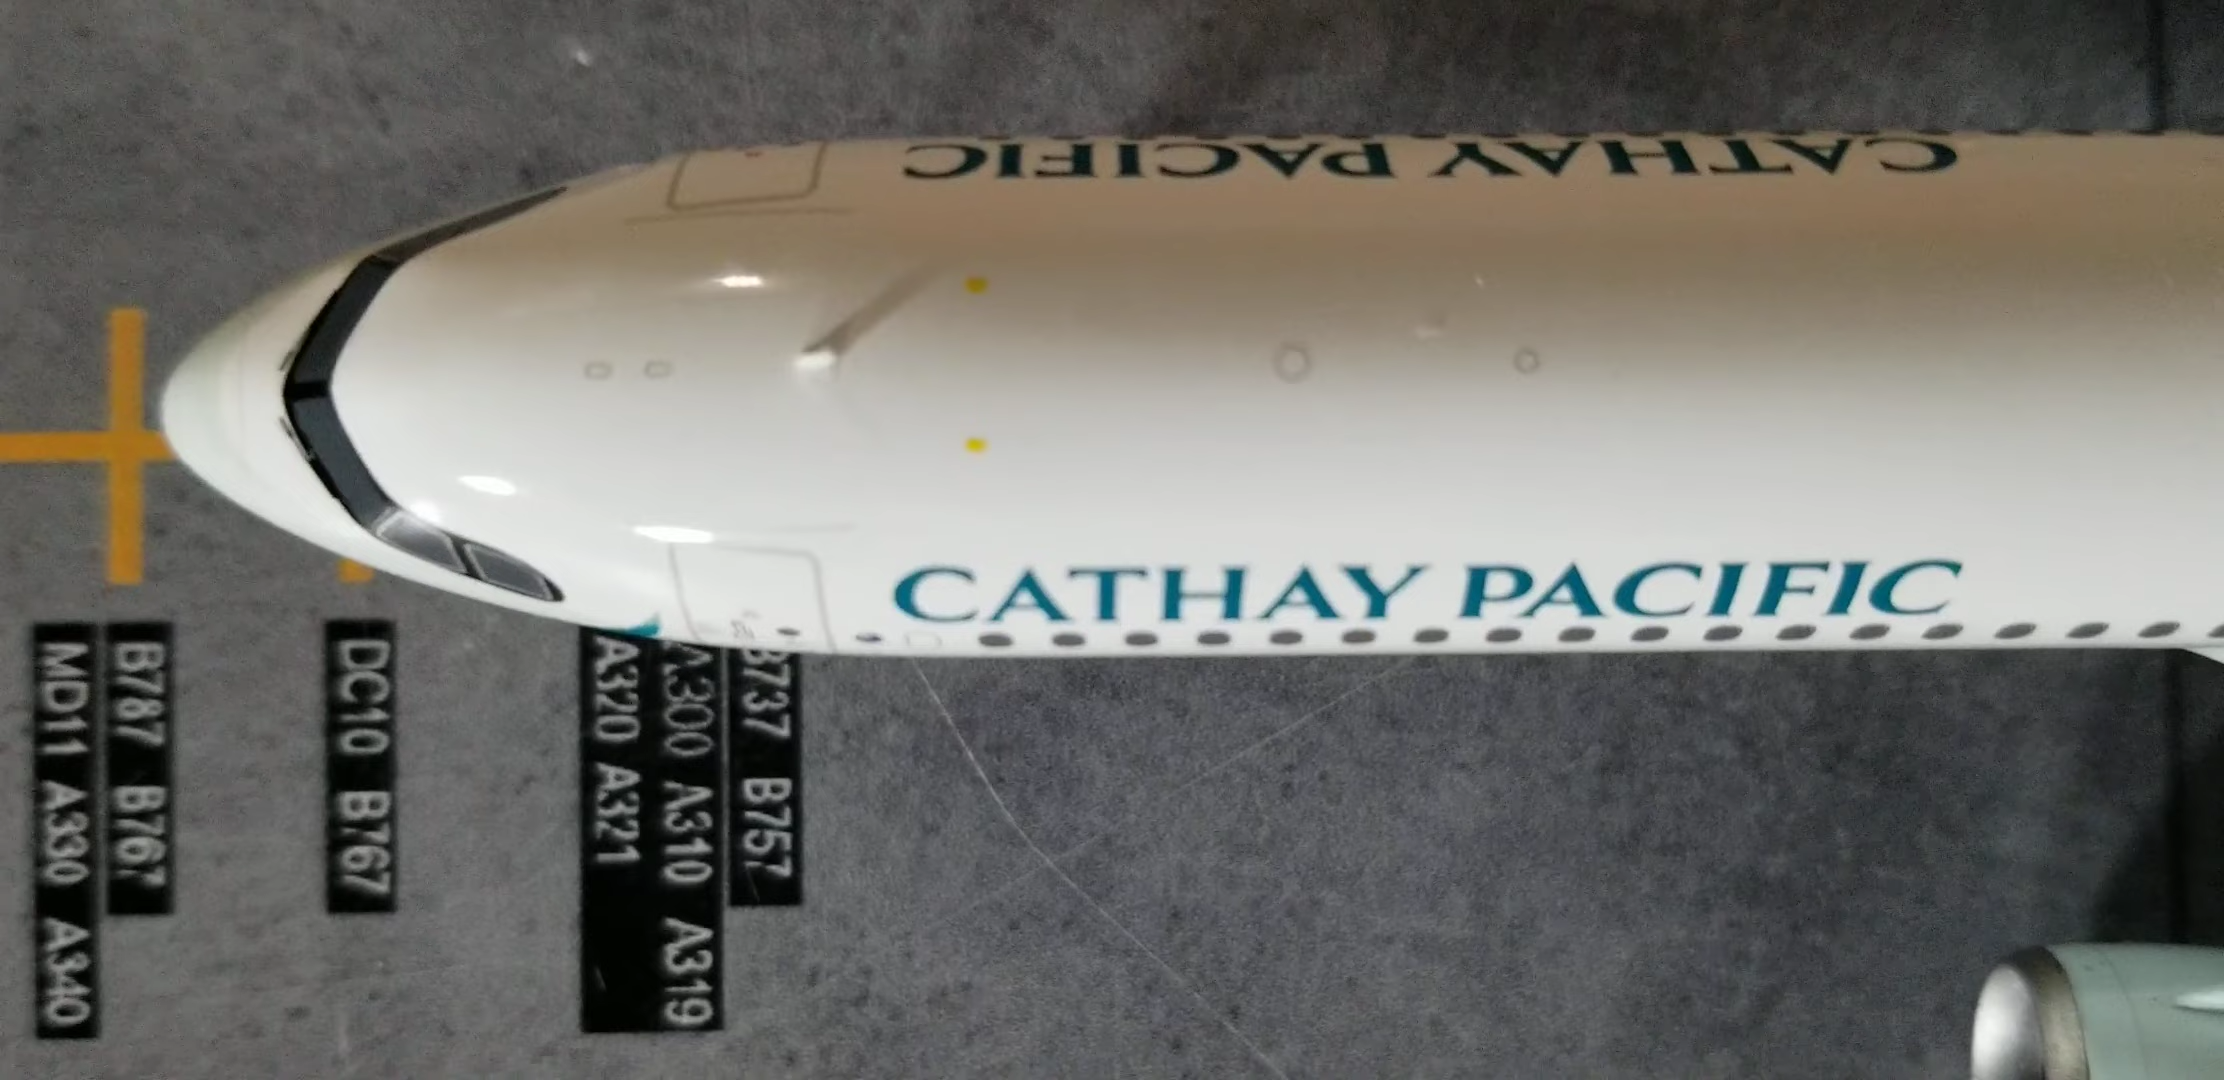 CATHAY PACIFIC
CATHAY PACIFIC
B737 B757
A300 A310 A319
A320 A321
DC10 B767
B787 B767
MD11 A330 A340